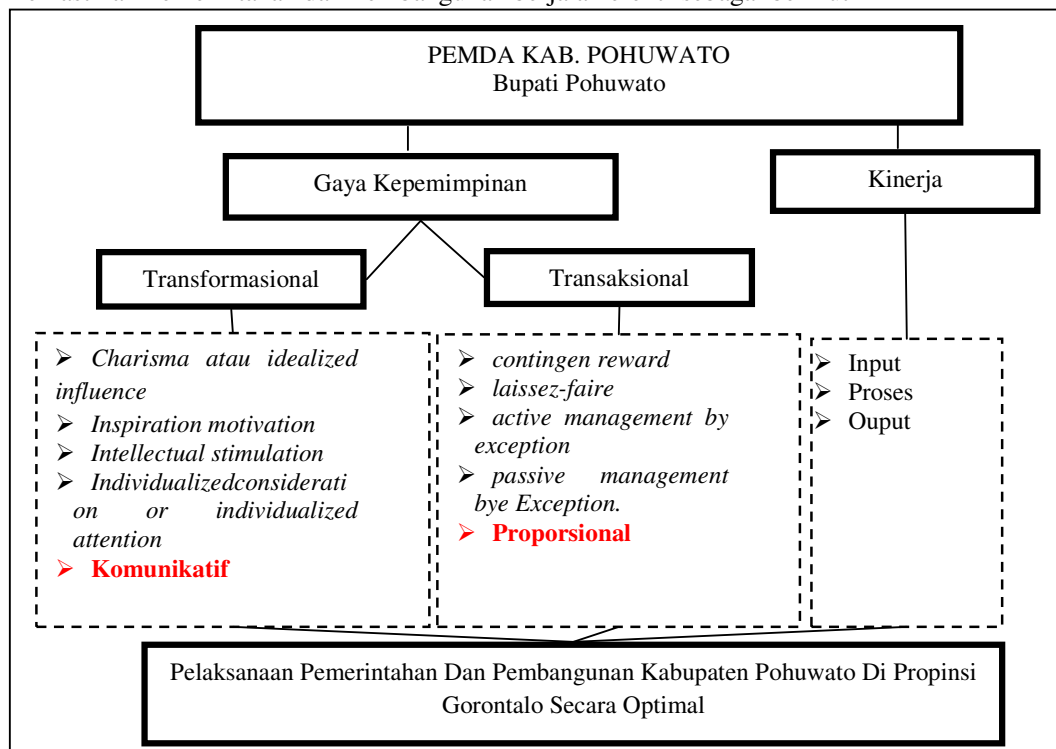 PEMDA KAB. POHUWATO
Bupati Pohuwato
Gaya Kepemimpinan
Kinerja
Transformasional
Transaksional
➢ Charisma atau idealized
influence
➢ Inspiration motivation
➢ Intellectual stimulation
➢ Individualizedconsiderati
on or individualized
attention
➢ Komunikatif
➢ contingen reward
➢ laissez-faire
➢ active management by
exception
➢ passive management
bye Exception.
➢ Proporsional
➢ Input
➢ Proses
➢ Ouput
Pelaksanaan Pemerintahan Dan Pembangunan Kabupaten Pohuwato Di Propinsi
Gorontalo Secara Optimal